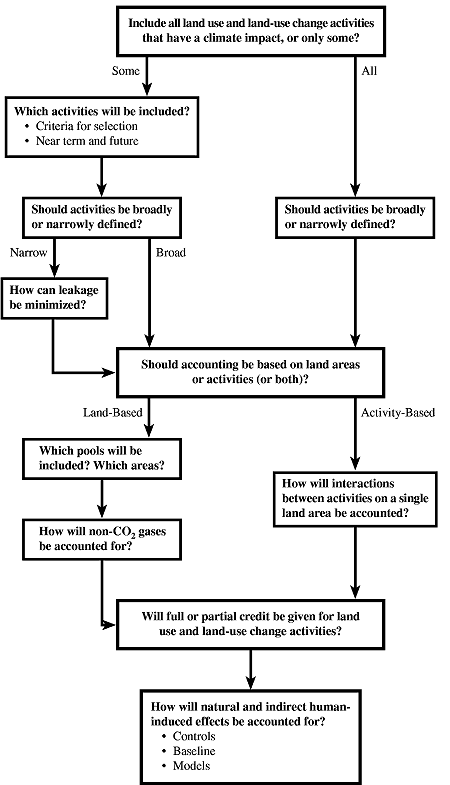 Include all land use and land-use change activities
that have a climate impact, or only some?
Some
All
Which activities will be included?
• Criteria for selection
• Near term and future
Should activities be broadly
or narrowly defined?
Should activities be broadly
or narrowly defined?
Narrow
Broad
How can leakage
be minimized?
Should accounting be based on land areas
or activities (or both)?
Land-Based
Activity-Based
Which pools will be
included? Which areas?
How will interactions
between activities on a single
land area be accounted?
How will non-CO₂ gases
be accounted for?
Will full or partial credit be given for land
use and land-use change activities?
How will natural and indirect human-
induced effects be accounted for?
• Controls
• Baseline
• Models